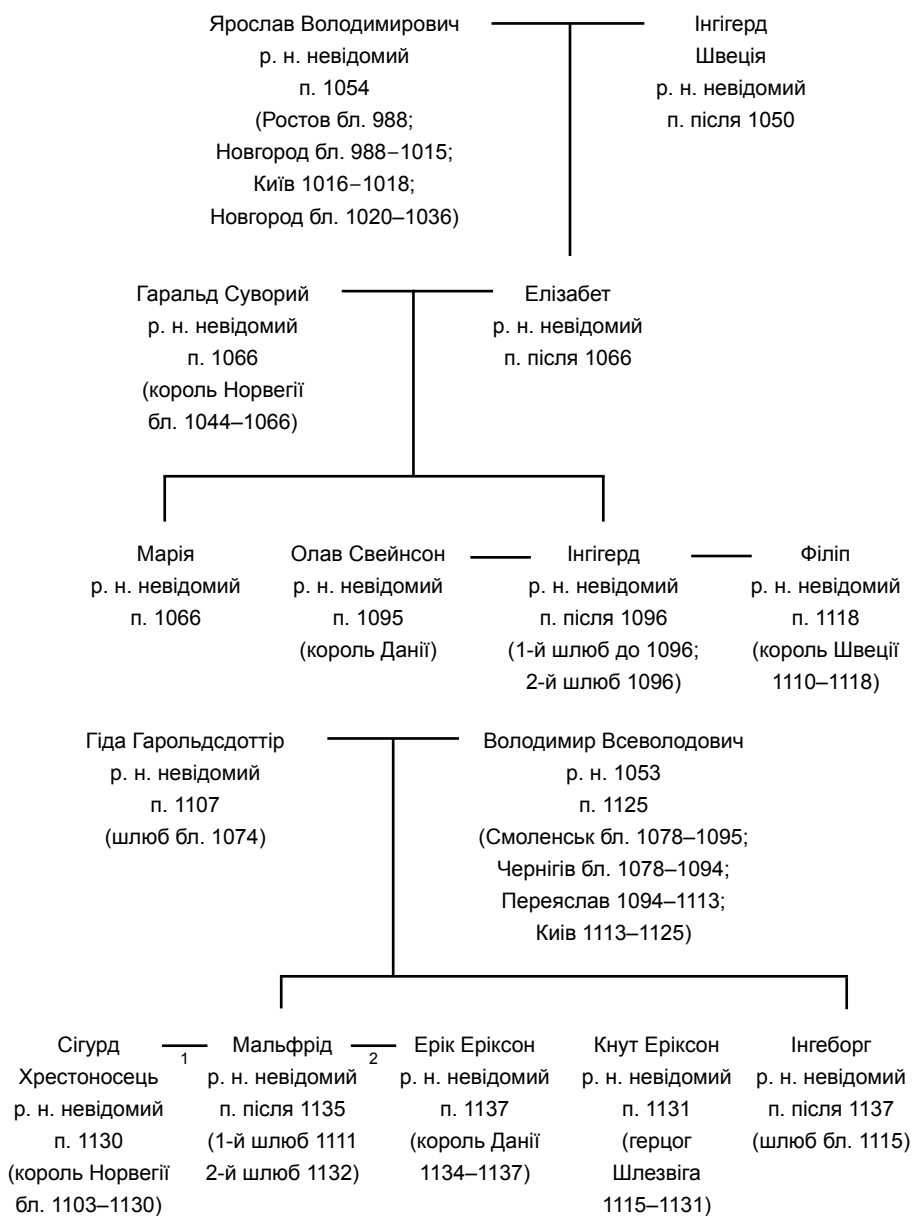 Ярослав Володимирович
р. н. невідомий
п. 1054
(Ростов бл. 988;
Новгород бл. 988–1015;
Київ 1016–1018;
Новгород бл. 1020–1036)
Інгігерд
Швеція
р. н. невідомий
п. після 1050
Гаральд Суворий
р. н. невідомий
п. 1066
(король Норвегії
бл. 1044–1066)
Елізабет
р. н. невідомий
п. після 1066
Марія
р. н. невідомий
п. 1066
Олав Свейнсон
р. н. невідомий
п. 1095
(король Данії)
Інгігерд
р. н. невідомий
п. після 1096
(1-й шлюб до 1096;
2-й шлюб 1096)
Філіп
р. н. невідомий
п. 1118
(король Швеції
1110–1118)
Гіда Гарольдсдоттір
р. н. невідомий
п. 1107
(шлюб бл. 1074)
Володимир Всеволодович
р. н. 1053
п. 1125
(Смоленськ бл. 1078–1095;
Чернігів бл. 1078–1094;
Переяслав 1094–1113;
Киів 1113–1125)
Сігурд
Хрестоносець
р. н. невідомий
п. 1130
(король Норвегії
бл. 1103–1130)
1
Мальфрід
р. н. невідомий
п. після 1135
(1-й шлюб 1111
2-й шлюб 1132)
2
Ерік Еріксон
р. н. невідомий
п. 1137
(король Данії
1134–1137)
Кнут Еріксон
р. н. невідомий
п. 1131
(герцог
Шлезвіга
1115–1131)
Інгеборг
р. н. невідомий
п. після 1137
(шлюб бл. 1115)